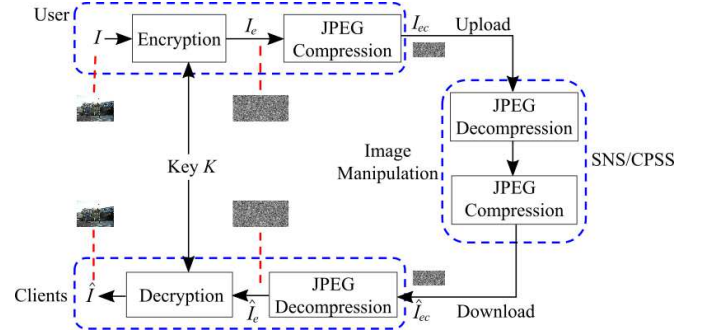 User
I
Encryption
I_e
JPEG
Compression
I_ec
Upload
JPEG
Decompression
Image
Manipulation
SNS/CPSS
JPEG
Compression
Key K
Clients
Î
Decryption
Î_e
JPEG
Decompression
Î_ec
Download